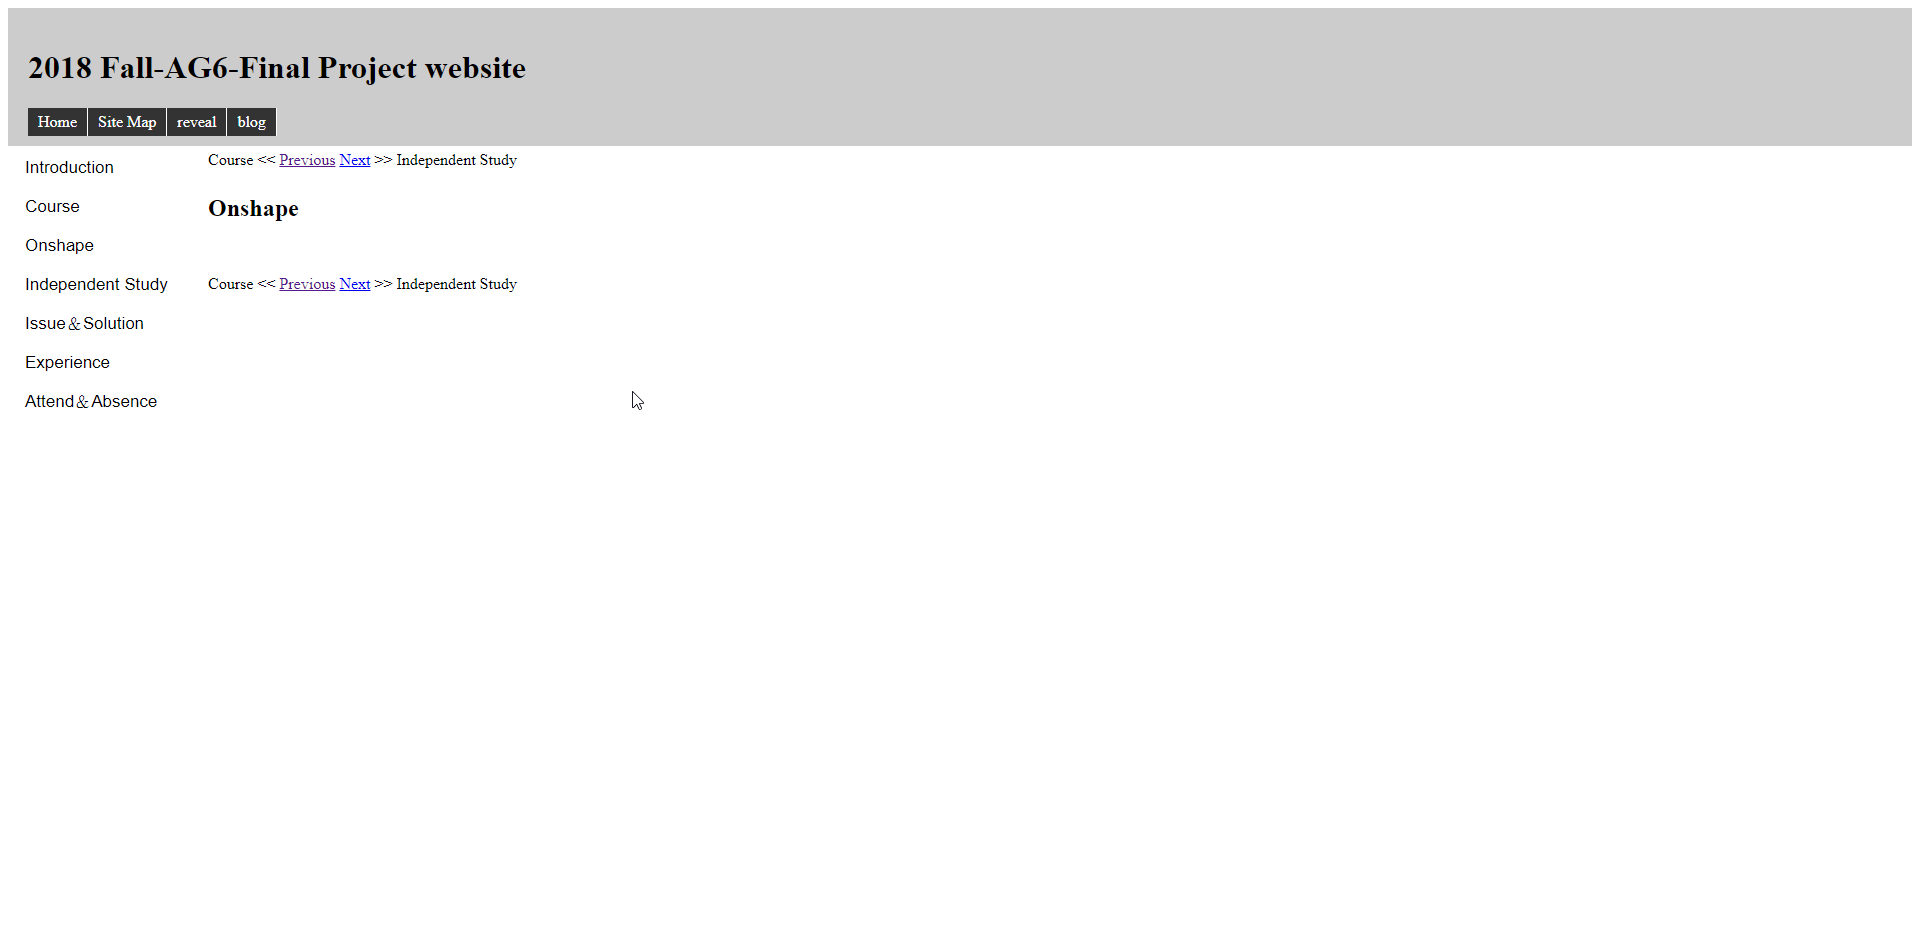 2018 Fall-AG6-Final Project website
Home Site Map reveal blog
Introduction
Course
Onshape
Independent Study
Issue＆Solution
Experience
Attend＆Absence
Course << Previous Next >> Independent Study
Onshape
Course << Previous Next >> Independent Study